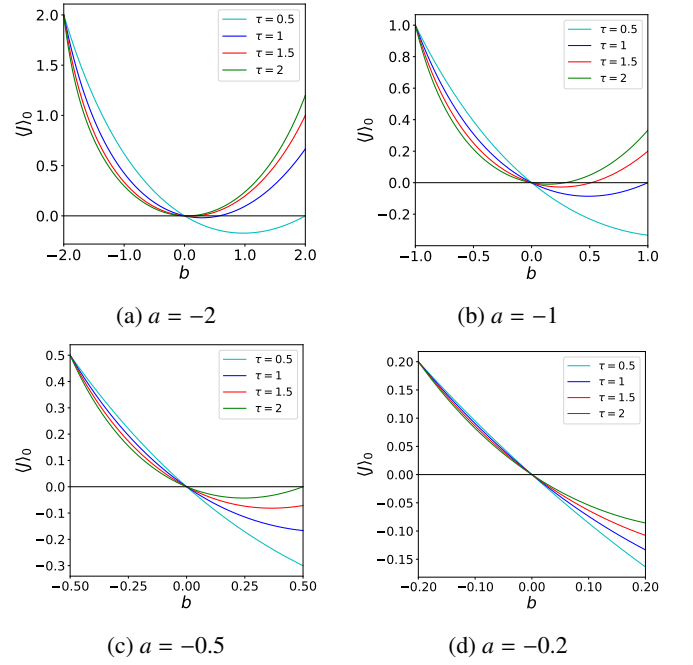 2.0
1.5
1.0
0.5
0.0
⟨J⟩₀
−2.0 −1.0 0.0 1.0 2.0
b
τ = 0.5
τ = 1
τ = 1.5
τ = 2
(a) a = −2
1.0
0.8
0.6
0.4
0.2
0.0
−0.2
⟨J⟩₀
−1.0 −0.5 0.0 0.5 1.0
b
τ = 0.5
τ = 1
τ = 1.5
τ = 2
(b) a = −1
0.5
0.4
0.3
0.2
0.1
0.0
−0.1
−0.2
−0.3
⟨J⟩₀
−0.50 −0.25 0.00 0.25 0.50
b
τ = 0.5
τ = 1
τ = 1.5
τ = 2
(c) a = −0.5
0.20
0.15
0.10
0.05
0.00
−0.05
−0.10
−0.15
⟨J⟩₀
−0.20 −0.10 0.00 0.10 0.20
b
τ = 0.5
τ = 1
τ = 1.5
τ = 2
(d) a = −0.2